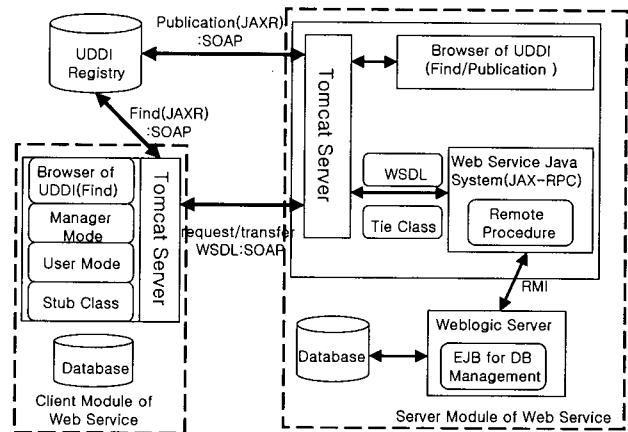 Publication(JAXR)
:SOAP
UDDI
Registry
Find(JAXR)
:SOAP
Browser of UDDI
(Find/Publication )
Tomcat Server
WSDL
Tie Class
Web Service Java
System(JAX-RPC)
Remote
Procedure
Browser of
UDDI(Find)
Manager
Mode
User Mode
Stub Class
Tomcat Server
request/transfer
WSDL:SOAP
RMI
Database
Client Module of
Web Service
Database
Weblogic Server
EJB for DB
Management
Server Module of Web Service